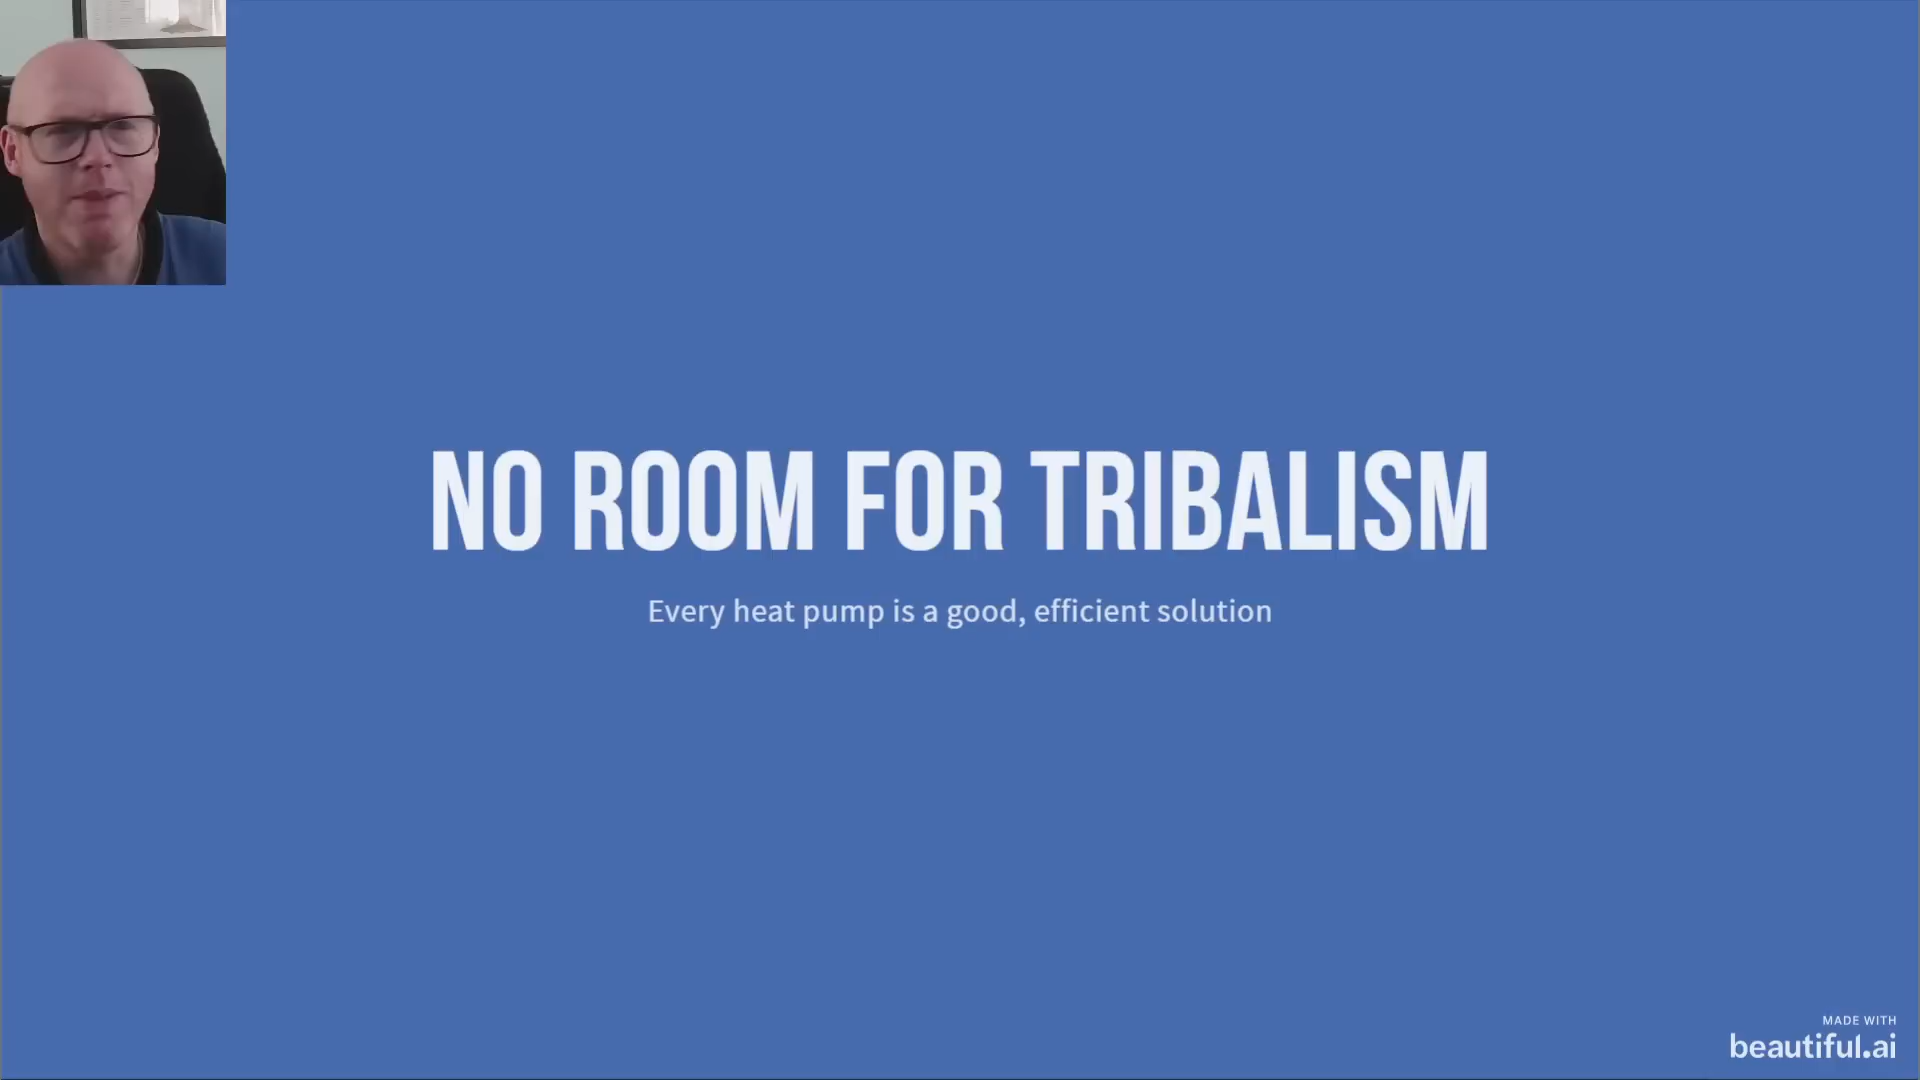 NO ROOM FOR TRIBALISM
Every heat pump is a good, efficient solution
MADE WITH
beautiful.ai